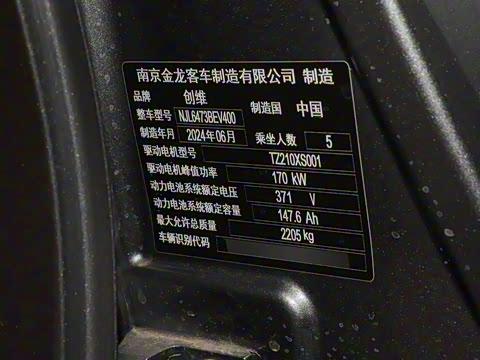 南京金龙客车制造有限公司 制造
品牌 创维
整车型号 NJL6473BEV400 制造国 中国
制造年月 2024年06月 乘坐人数 5
驱动电机型号 TZ210XS001
驱动电机峰值功率 170 kW
动力电池系统额定电压 371 V
动力电池系统额定容量 147.6 Ah
最大允许总质量 2205 kg
车辆识别代码